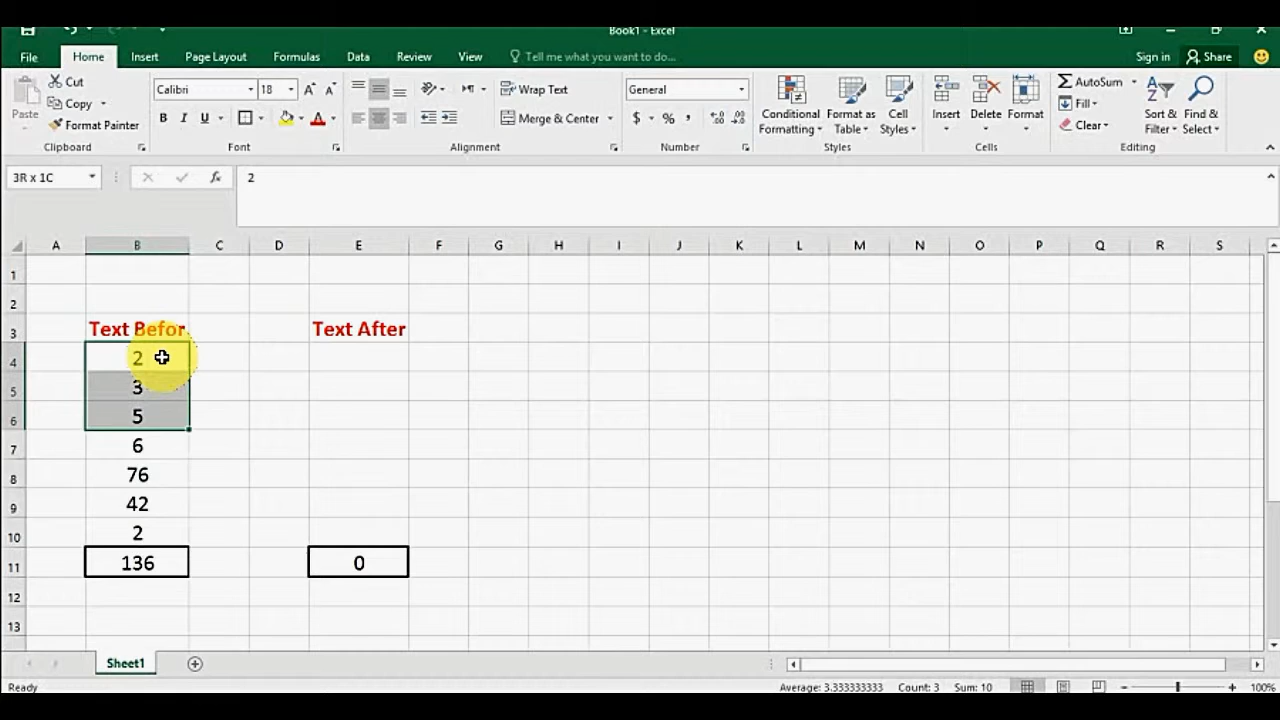 Book1 - Excel
File Home Insert Page Layout Formulas Data Review View Tell me what you want to do... Sign in Share
Cut Calibri 18 Wrap Text General AutoSum
Copy Fill
Paste Format Painter B I U Merge & Center $ % Conditional Formatting Format as Table Cell Styles Insert Delete Format Clear Sort & Filter Find & Select
Clipboard Font Alignment Number Styles Cells Editing
3R x 1C fx 2
A B C D E F G H I J K L M N O P Q R S
1
2
3 Text Befor Text After
4 2
5 3
6 5
7 6
8 76
9 42
10 2
11 136 0
12
13
Sheet1
Ready Average: 3.333333333 Count: 3 Sum: 10 100%